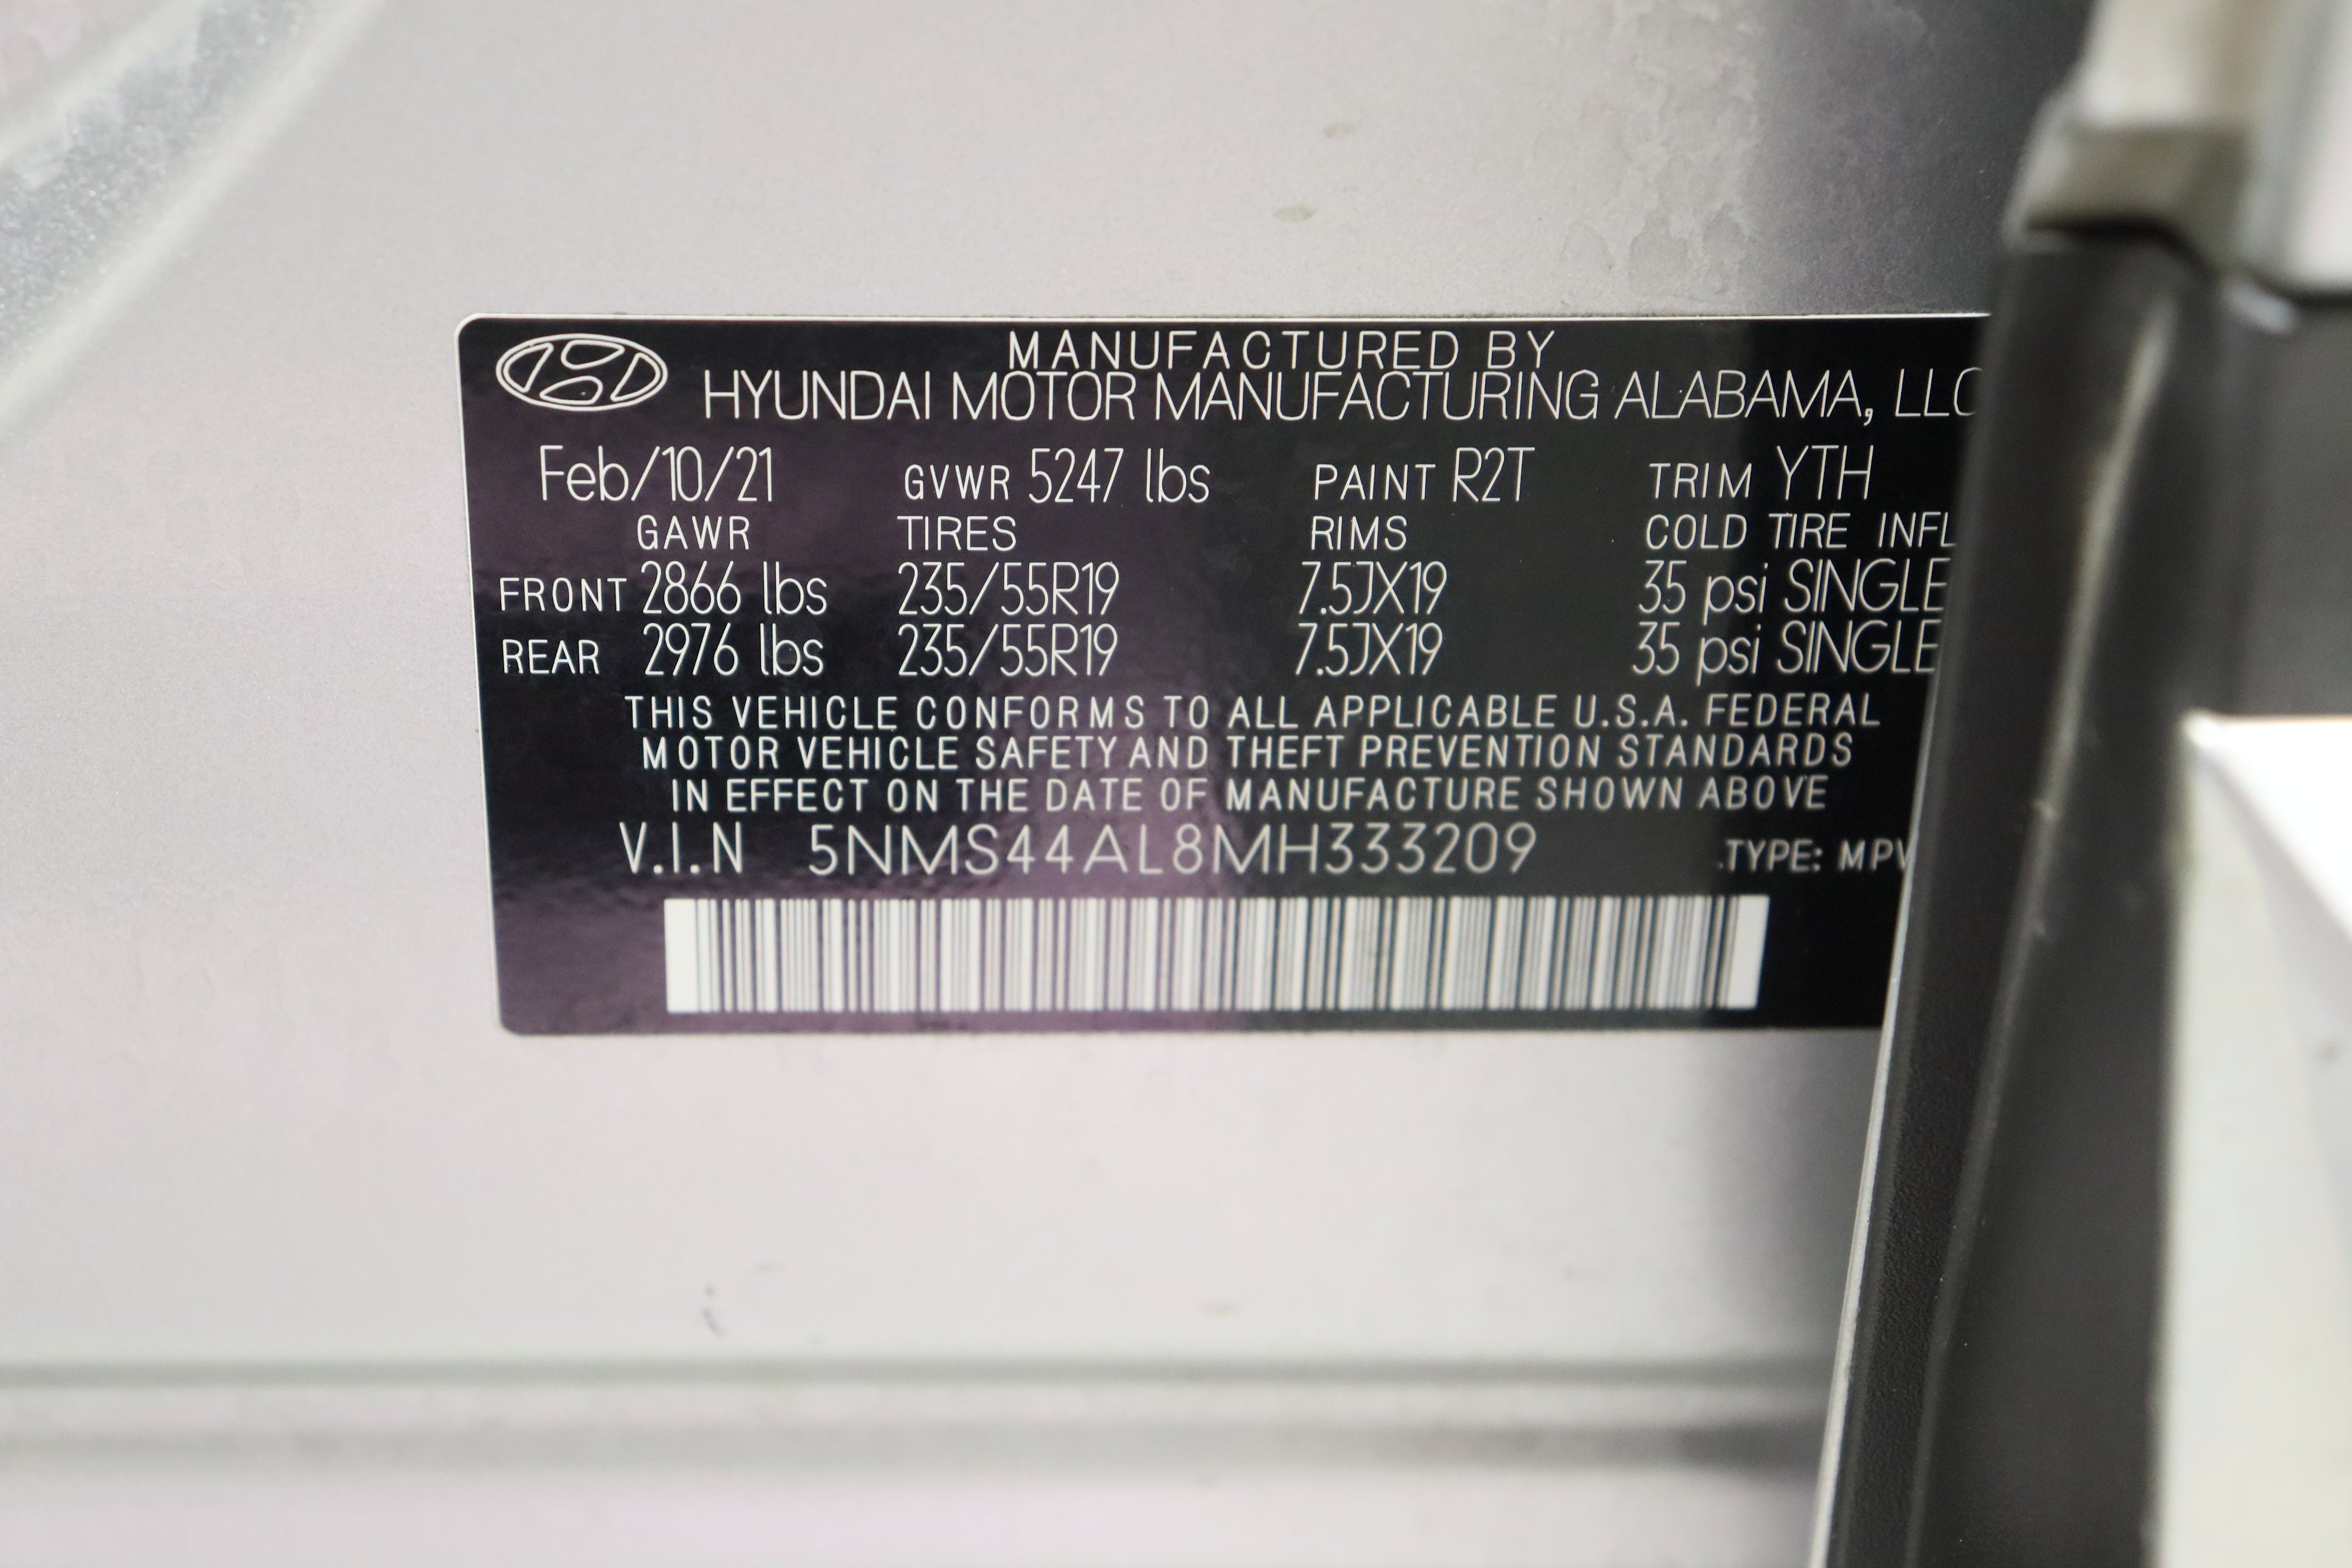 MANUFACTURED BY
HYUNDAI MOTOR MANUFACTURING ALABAMA, LLC
Feb/10/21 GVWR 5247 lbs PAINT R2T TRIM YTH
GAWR TIRES RIMS COLD TIRE INFL
FRONT 2866 lbs 235/55R19 7.5JX19 35 psi SINGLE
REAR 2976 lbs 235/55R19 7.5JX19 35 psi SINGLE
THIS VEHICLE CONFORMS TO ALL APPLICABLE U.S.A. FEDERAL
MOTOR VEHICLE SAFETY AND THEFT PREVENTION STANDARDS
IN EFFECT ON THE DATE OF MANUFACTURE SHOWN ABOVE
V.I.N 5NMS44AL8MH333209 TYPE: MPV